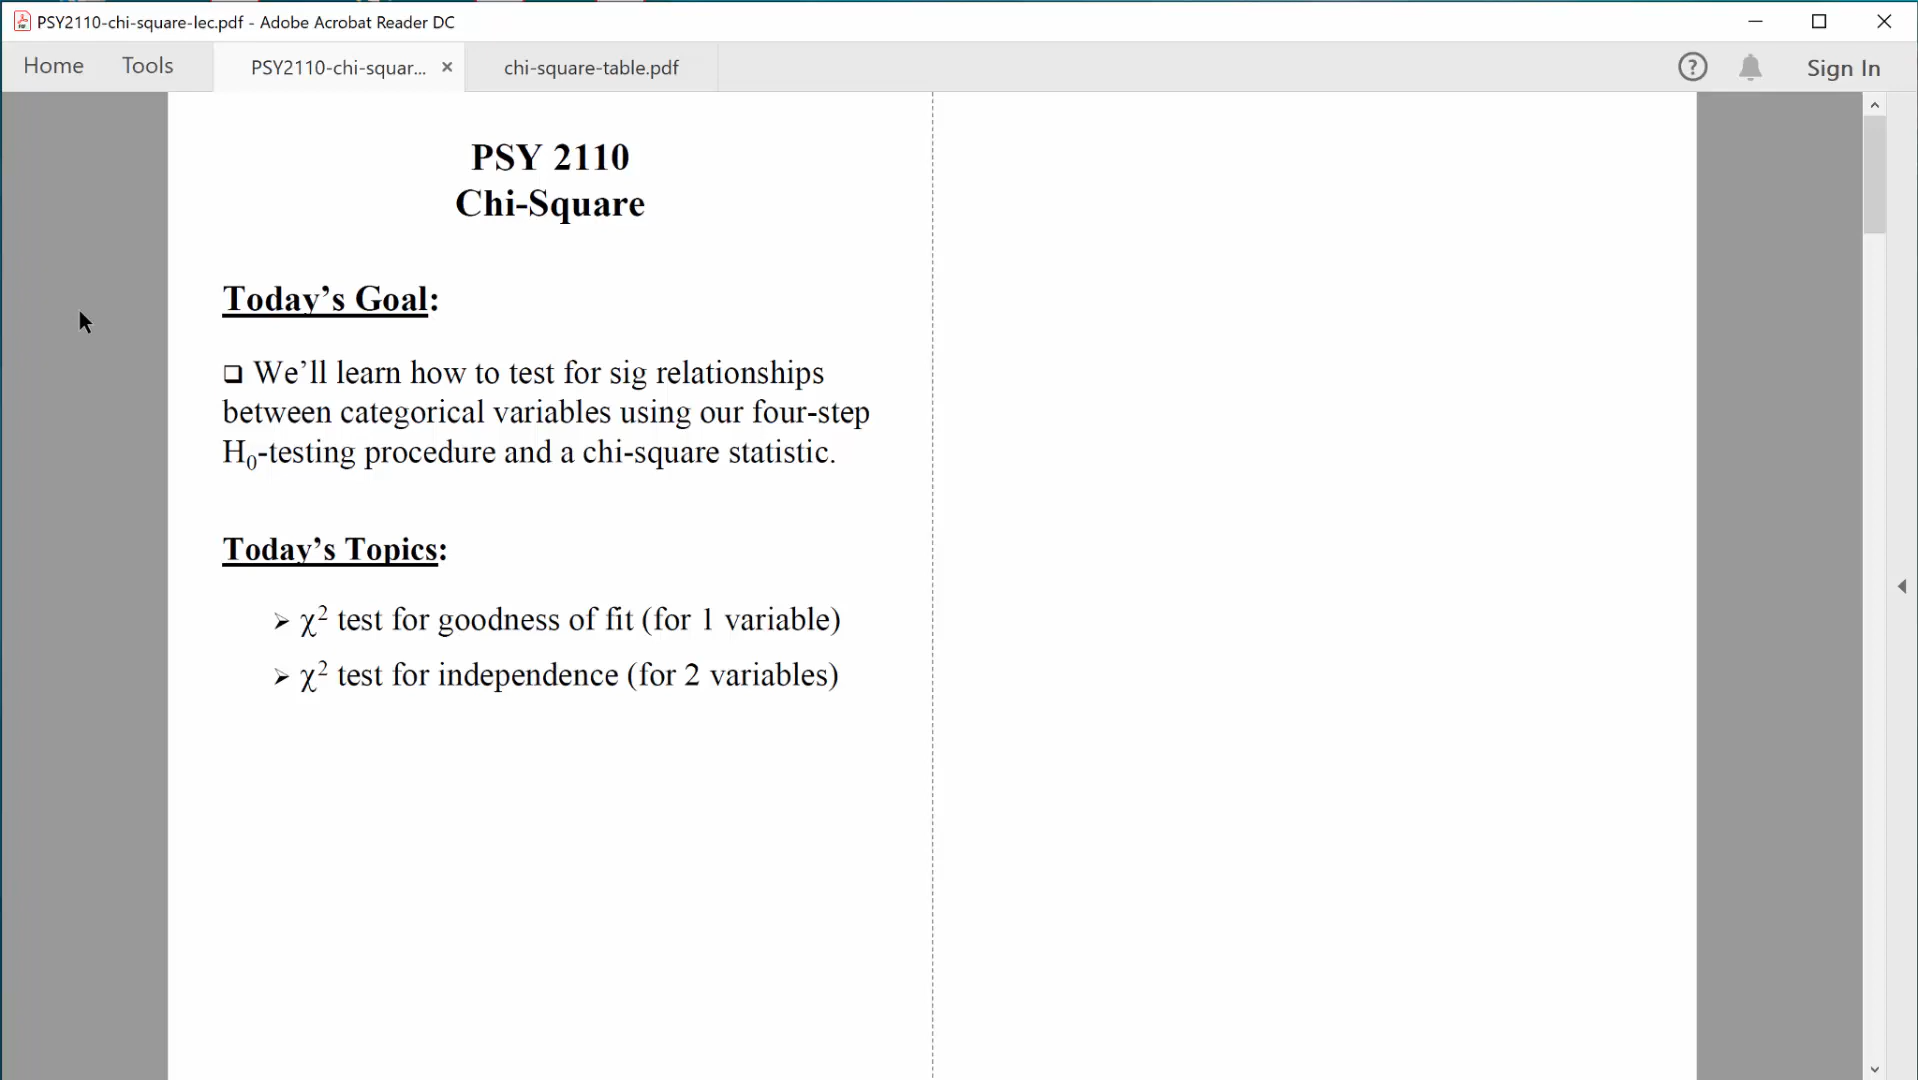 PSY2110-chi-square-lec.pdf - Adobe Acrobat Reader DC
Home Tools PSY2110-chi-squar... × chi-square-table.pdf ? Sign In
PSY 2110
Chi-Square
Today’s Goal:
❑ We’ll learn how to test for sig relationships
between categorical variables using our four-step
H₀-testing procedure and a chi-square statistic.
Today’s Topics:
➢ χ² test for goodness of fit (for 1 variable)
➢ χ² test for independence (for 2 variables)